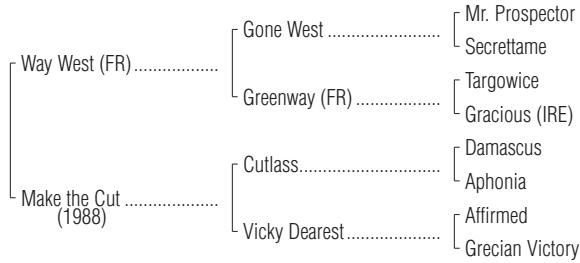 Mr. Prospector
Gone West
Secrettame
Way West (FR)
Targowice
Greenway (FR)
Gracious (IRE)
Damascus
Cutlass
Aphonia
Make the Cut
(1988)
Affirmed
Vicky Dearest
Grecian Victory